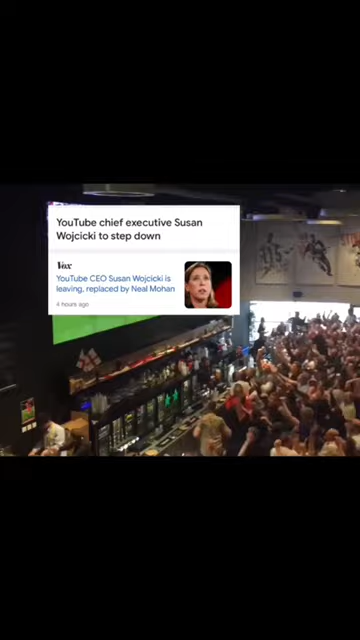 YouTube chief executive Susan
Wojcicki to step down
Vox
YouTube CEO Susan Wojcicki is
leaving, replaced by Neal Mohan
4 hours ago